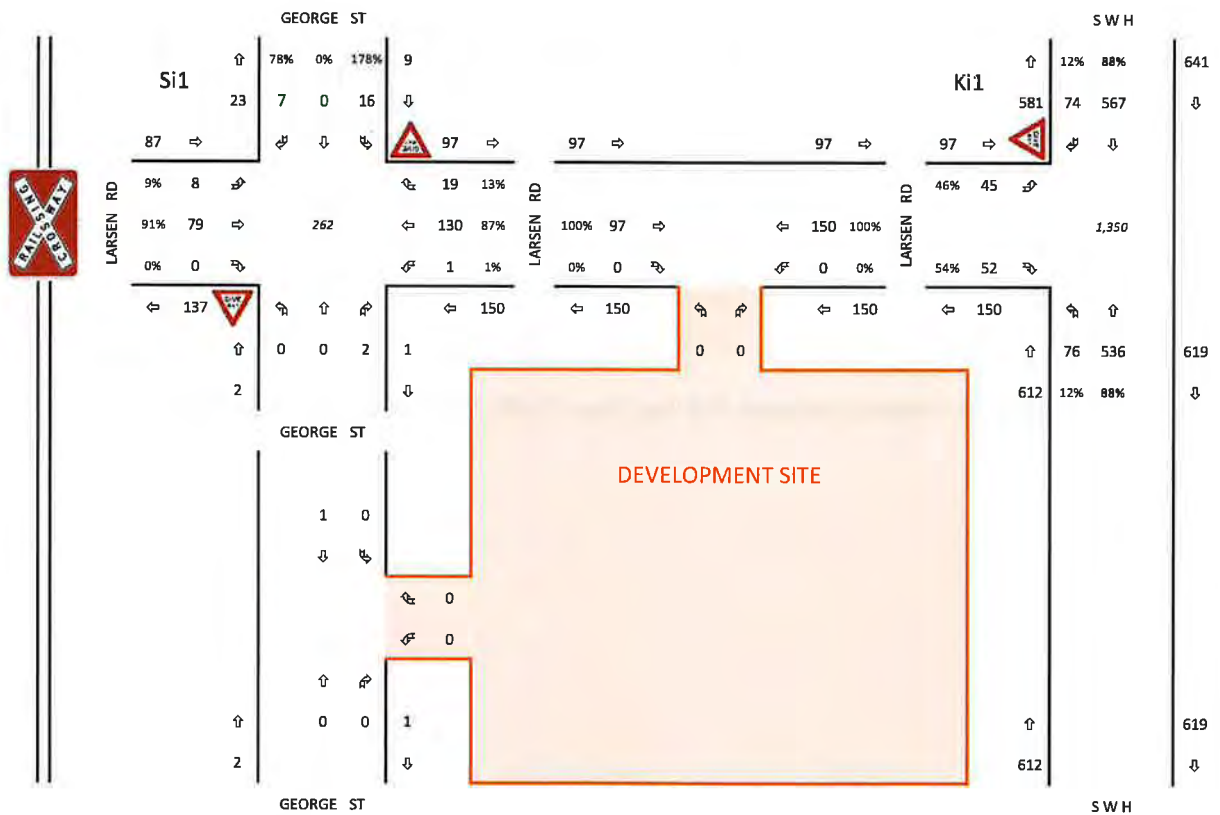 GEORGE ST
S W H
78% 0% 178% 9
12% 88% 641
Si1
Ki1
23 7 0 16
581 74 567
87 97 97 97 97
9% 8 19 13% 46% 45
RAILWAY CROSSING
LARSEN RD
91% 79 262 130 87%
LARSEN RD
100% 97 150 100%
LARSEN RD
1,350
0% 0 1 1% 0% 0 0 0% 54% 52
137 GIVE WAY 150 150 150 150
0 0 2 1 0 0 76 536 619
2 612 12% 88%
GEORGE ST
DEVELOPMENT SITE
1 0
0
0
0 0 1 619
2 612
GEORGE ST
S W H